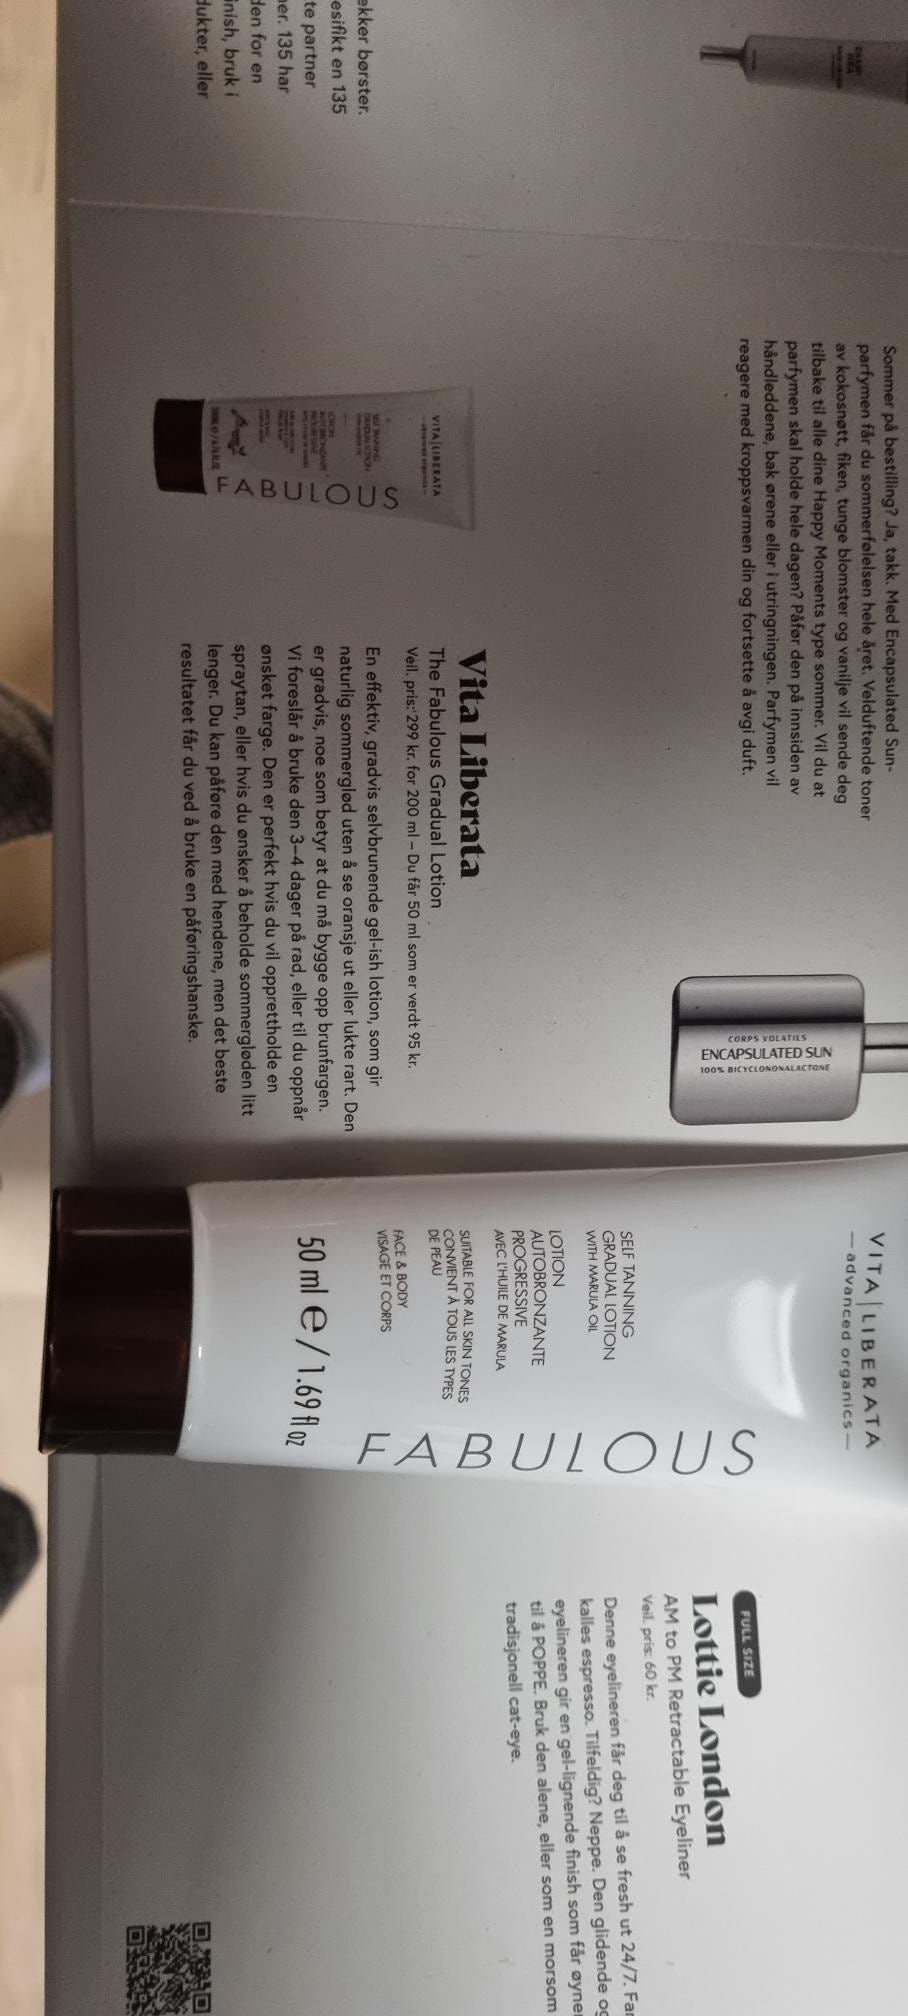 ekker børster.
esifikt en 135
te partner
er. 135 har
den for en
inish, bruk i
dukter, eller
Sommer på bestilling? Ja, takk. Med Encapsulated Sun-
parfymen får du sommerfølelsen hele året. Velduftende toner
av kokosnøtt, fiken, tunge blomster og vanilje vil sende deg
tilbake til alle dine Happy Moments type sommer. Vil du at
parfymen skal holde hele dagen? Påfør den på innsiden av
håndleddene, bak ørene eller i utringningen. Parfymen vil
reagere med kroppsvarmen din og fortsette å avgi duft.
CORPS VOLATILS
ENCAPSULATED SUN
100% BICYCLONONALACTONE
VITA|LIBERATA
FABULOUS
Vita Liberata
The Fabulous Gradual Lotion
Veil. pris: 299 kr. for 200 ml – Du får 50 ml som er verdt 95 kr.
En effektiv, gradvis selvbrunende gel-ish lotion, som gir
naturlig sommerglød uten å se oransje ut eller lukte rart. Den
er gradvis, noe som betyr at du må bygge opp brunfargen.
Vi foreslår å bruke den 3–4 dager på rad, eller til du oppnår
ønsket farge. Den er perfekt hvis du vil opprettholde en
spraytan, eller hvis du ønsker å beholde sommergløden litt
lenger. Du kan påføre den med hendene, men det beste
resultatet får du ved å bruke en påføringshanske.
VITA|LIBERATA
—advanced organics—
SELF TANNING
GRADUAL LOTION
WITH MARULA OIL
LOTION
AUTOBRONZANTE
PROGRESSIVE
AVEC L'HUILE DE MARULA
SUITABLE FOR ALL SKIN TONES
CONVIENT À TOUS LES TYPES
DE PEAU
FACE & BODY
VISAGE ET CORPS
50 ml e / 1.69 fl oz
FABULOUS
FULL SIZE
Lottie London
AM to PM Retractable Eyeliner
Veil. pris: 60 kr.
Denne eyelineren får deg til å se fresh ut 24/7. Far
kalles espresso. Tilfeldig? Neppe. Den glidende og
eyelineren gir en gel-lignende finish som får øyne
til å POPPE. Bruk den alene, eller som en morsom
tradisjonell cat-eye.